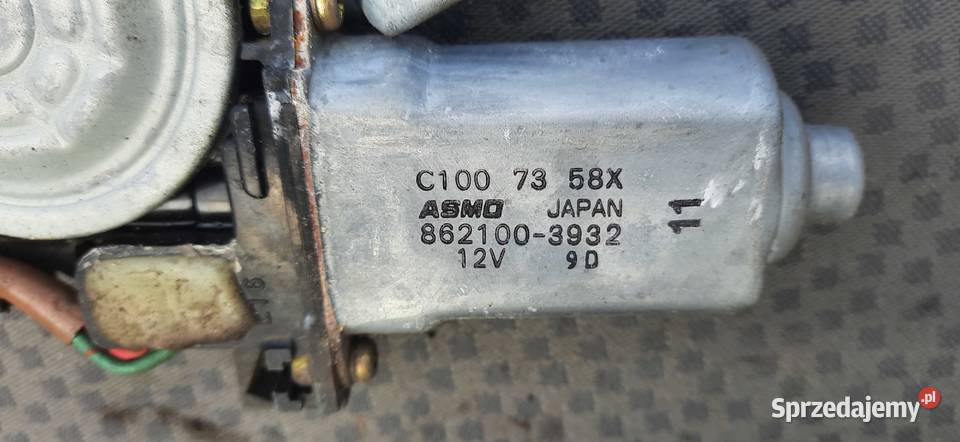 C100 73 58X
ASMO JAPAN
862100-3932
12V 9D
11
Sprzedajemy.pl